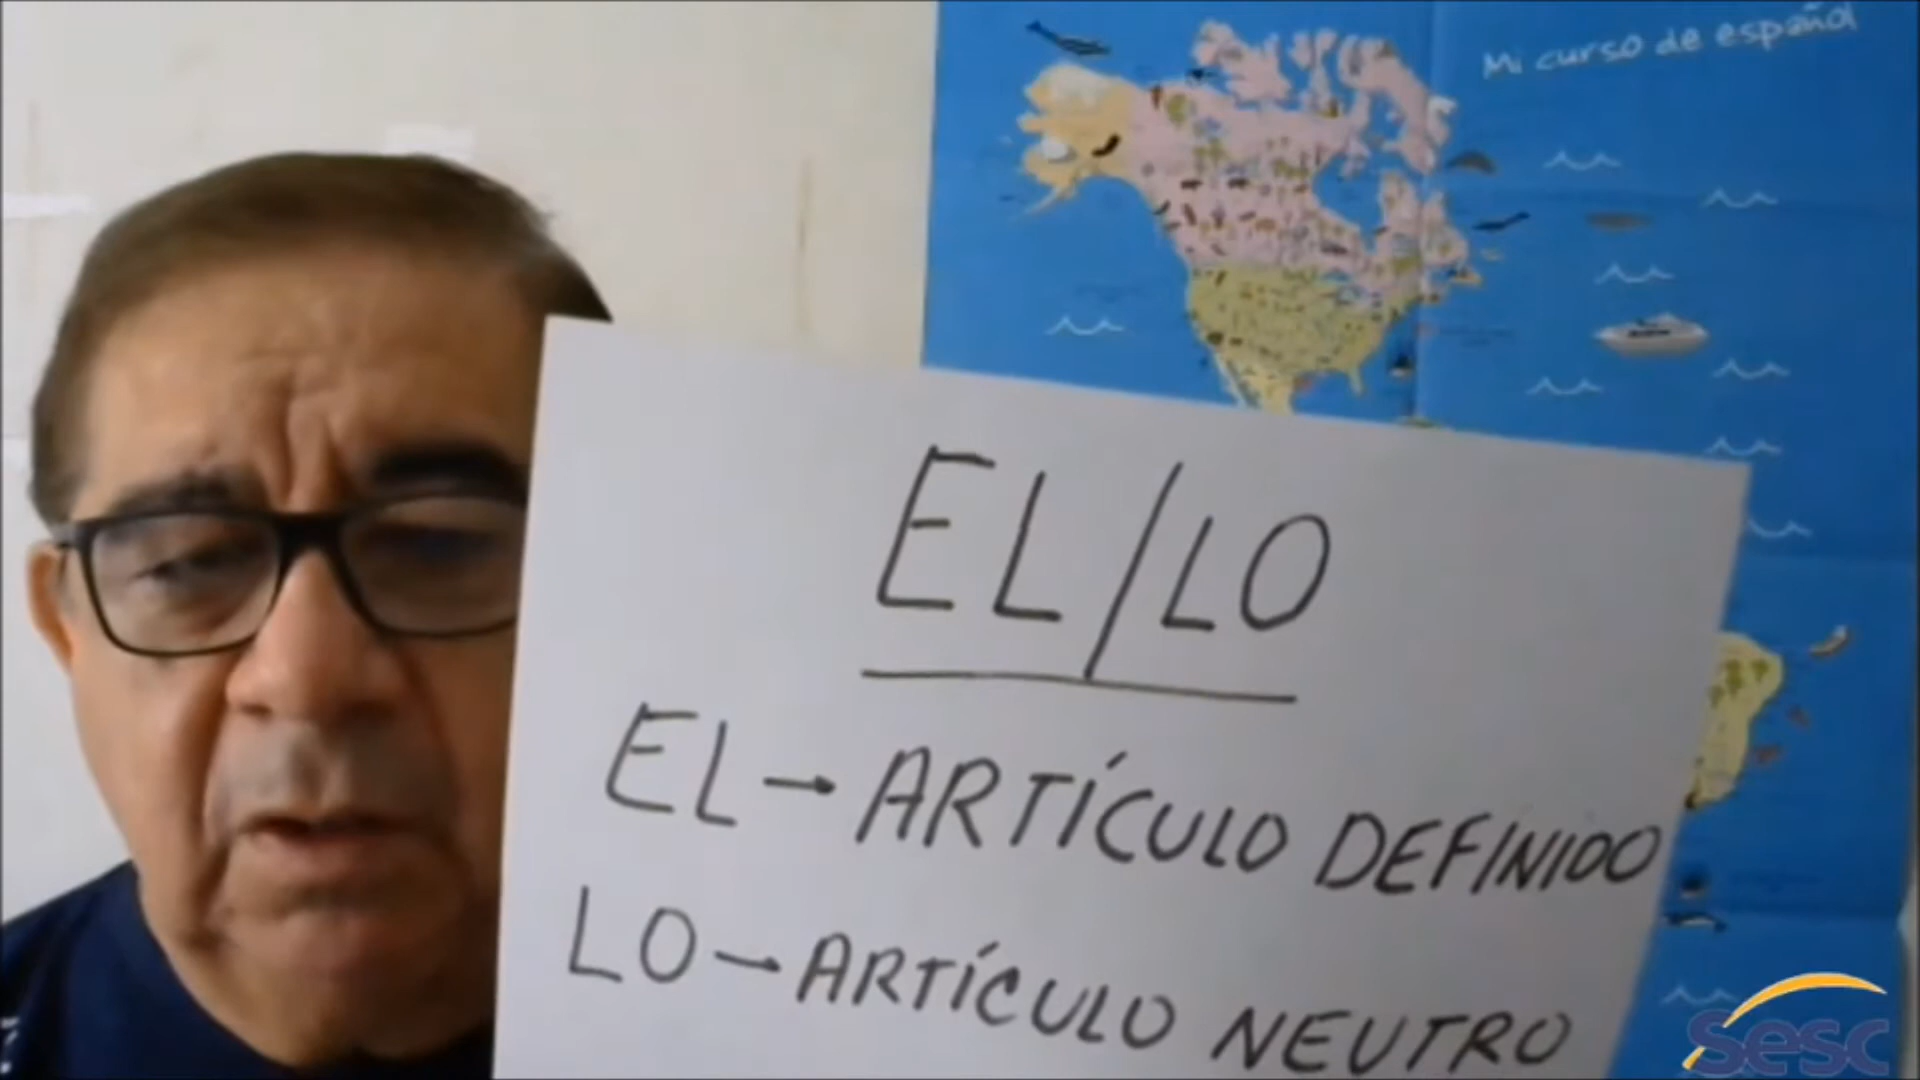 Mi curso de español
EL/LO
EL→ARTÍCULO DEFINIDO
LO→ARTÍCULO NEUTRO
Sesc